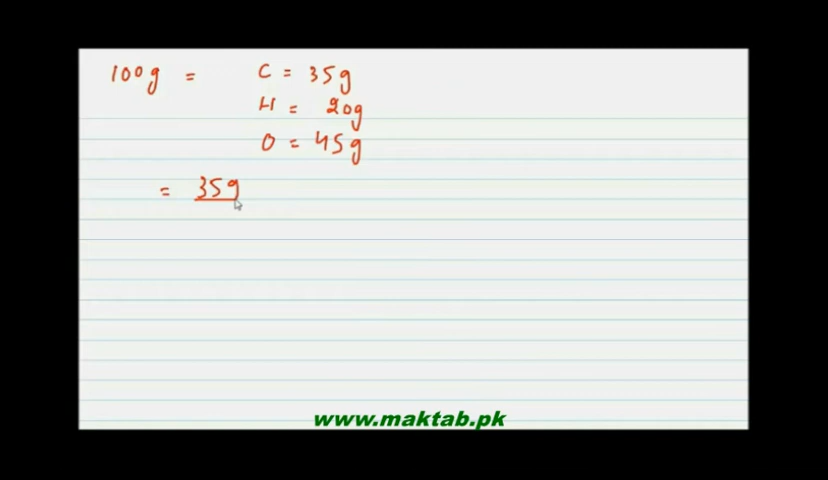 100g = C = 35g
H = 20g
O = 45g
= 35g
www.maktab.pk